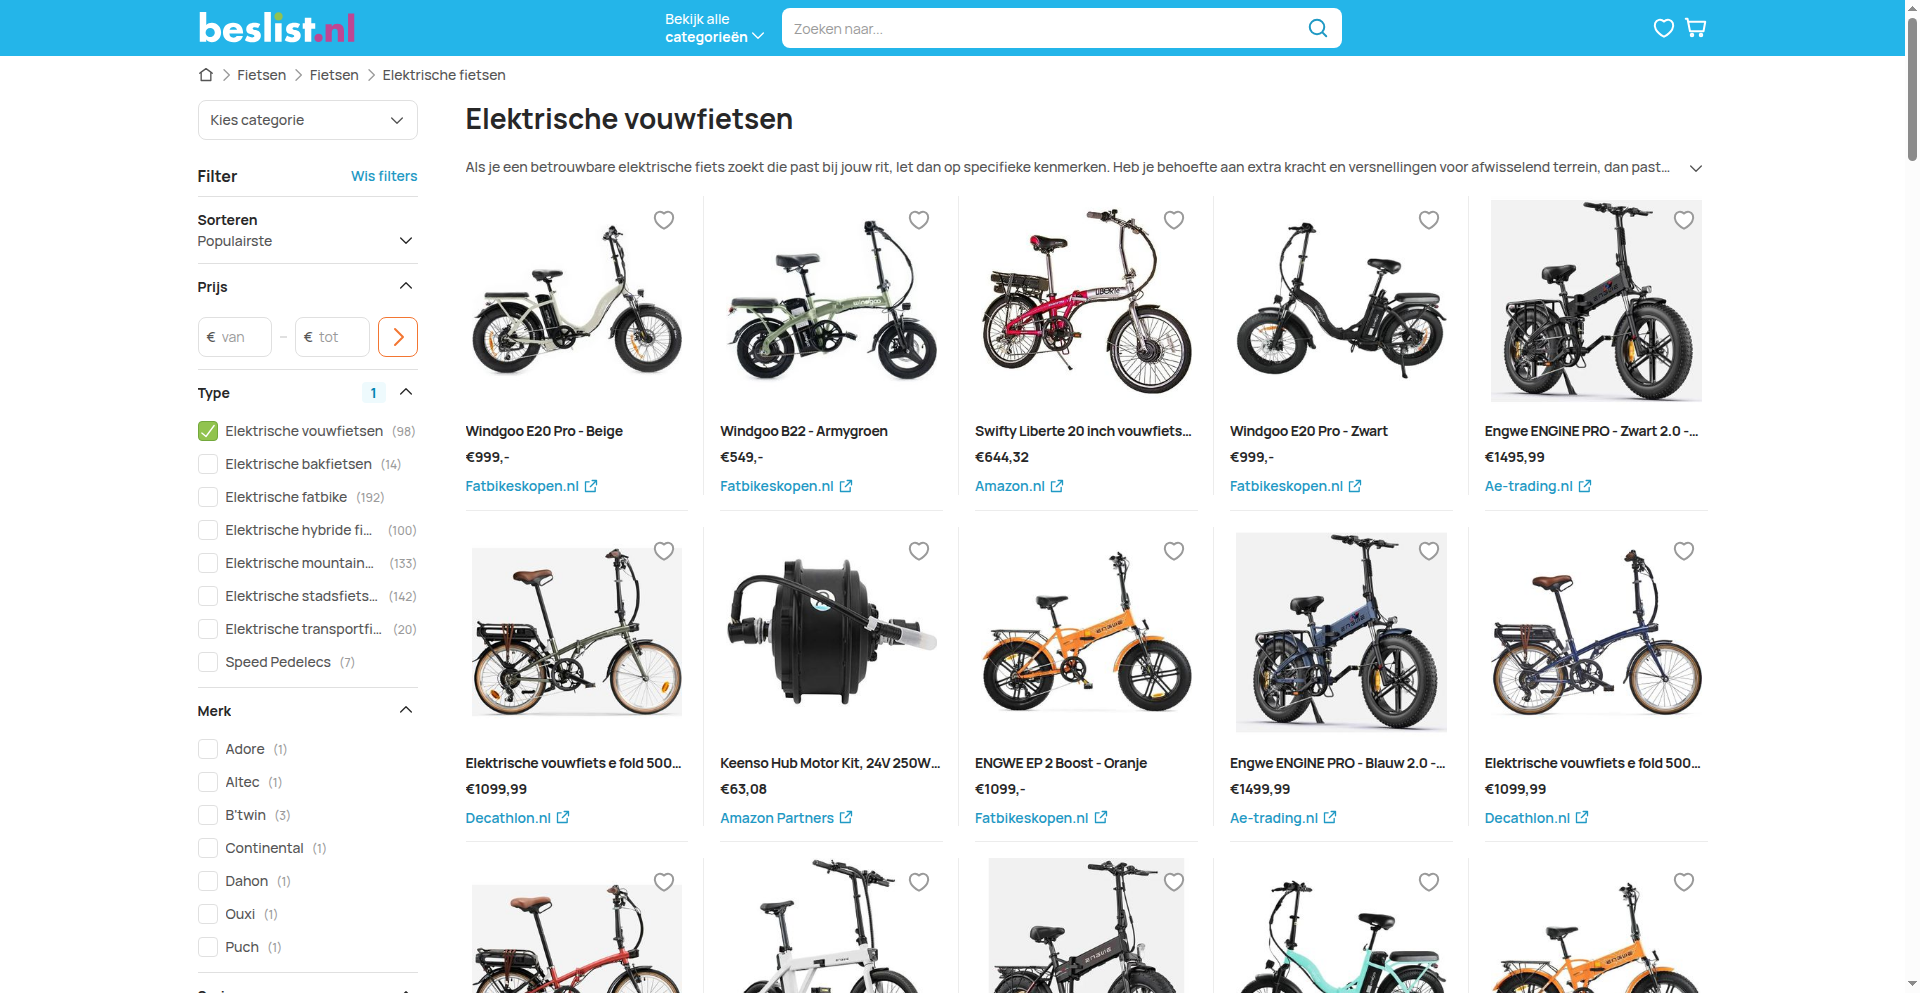 beslist.nl
Bekijk alle
categorieën
Zoeken naar...
Fietsen
Fietsen
Elektrische fietsen
Kies categorie
Filter
Wis filters
Sorteren
Populairste
Prijs
€ van
–
€ tot
Type
1
Elektrische vouwfietsen (98)
Elektrische bakfietsen (14)
Elektrische fatbike (192)
Elektrische hybride fi... (100)
Elektrische mountain... (133)
Elektrische stadsfiets... (142)
Elektrische transportfi... (20)
Speed Pedelecs (7)
Merk
Adore (1)
Altec (1)
B'twin (3)
Continental (1)
Dahon (1)
Ouxi (1)
Puch (1)
Elektrische vouwfietsen
Als je een betrouwbare elektrische fiets zoekt die past bij jouw rit, let dan op specifieke kenmerken. Heb je behoefte aan extra kracht en versnellingen voor afwisselend terrein, dan past...
Windgoo E20 Pro - Beige
€999,-
Fatbikeskopen.nl
Windgoo B22 - Armygroen
€549,-
Fatbikeskopen.nl
Swifty Liberte 20 inch vouwfiets...
€644,32
Amazon.nl
Windgoo E20 Pro - Zwart
€999,-
Fatbikeskopen.nl
Engwe ENGINE PRO - Zwart 2.0 -...
€1495,99
Ae-trading.nl
Elektrische vouwfiets e fold 500...
€1099,99
Decathlon.nl
Keenso Hub Motor Kit, 24V 250W...
€63,08
Amazon Partners
ENGWE EP 2 Boost - Oranje
€1099,-
Fatbikeskopen.nl
Engwe ENGINE PRO - Blauw 2.0 -...
€1499,99
Ae-trading.nl
Elektrische vouwfiets e fold 500...
€1099,99
Decathlon.nl